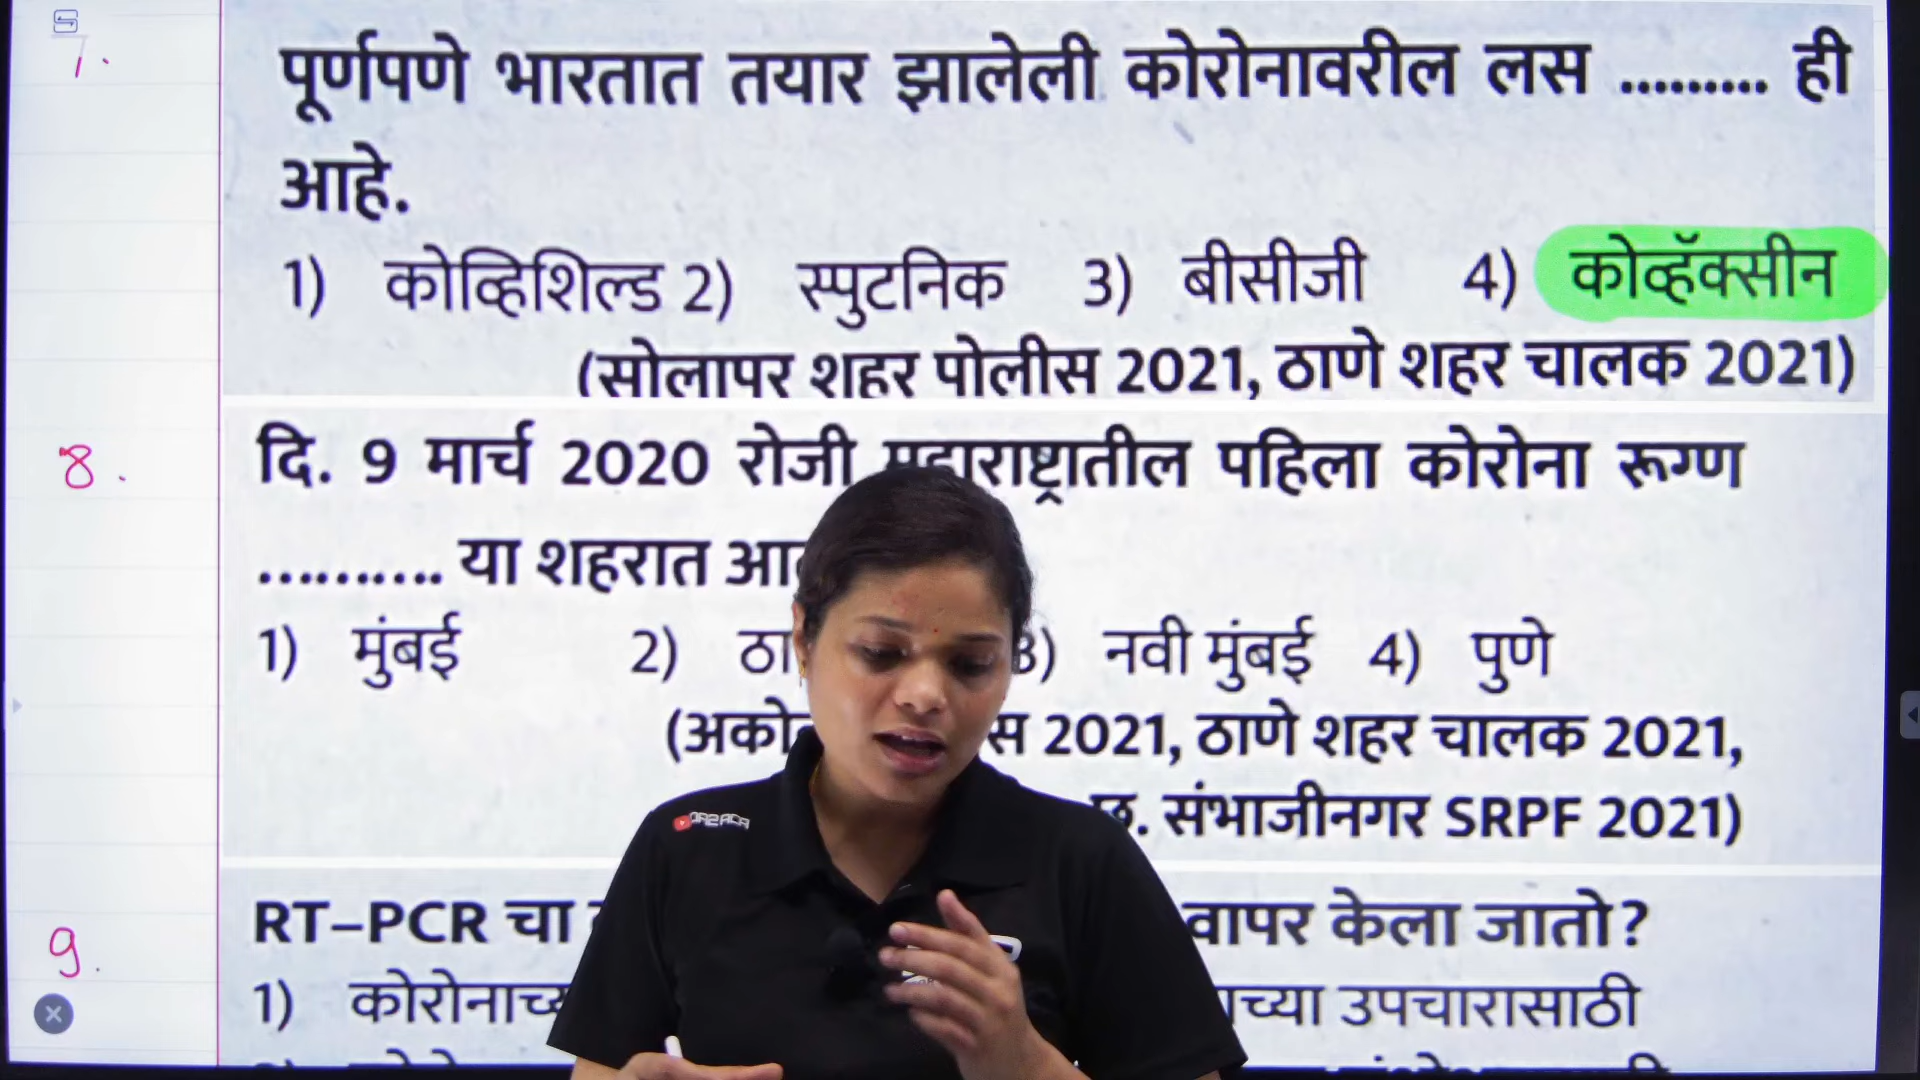 7.
पूर्णपणे भारतात तयार झालेली कोरोनावरील लस ......... ही
आहे.
1) कोव्हिशिल्ड 2) स्पुटनिक 3) बीसीजी 4) कोव्हॅक्सीन
(सोलापर शहर पोलीस 2021, ठाणे शहर चालक 2021)
8.
दि. 9 मार्च 2020 रोजी महाराष्ट्रातील पहिला कोरोना रूग्ण
.......... या शहरात
1) मुंबई 2) 3) नवी मुंबई 4) पुणे
2021, ठाणे शहर चालक 2021,
छ. संभाजीनगर SRPF 2021)
9.
RT–PCR चा वापर केला जातो?
1) उपचारासाठी